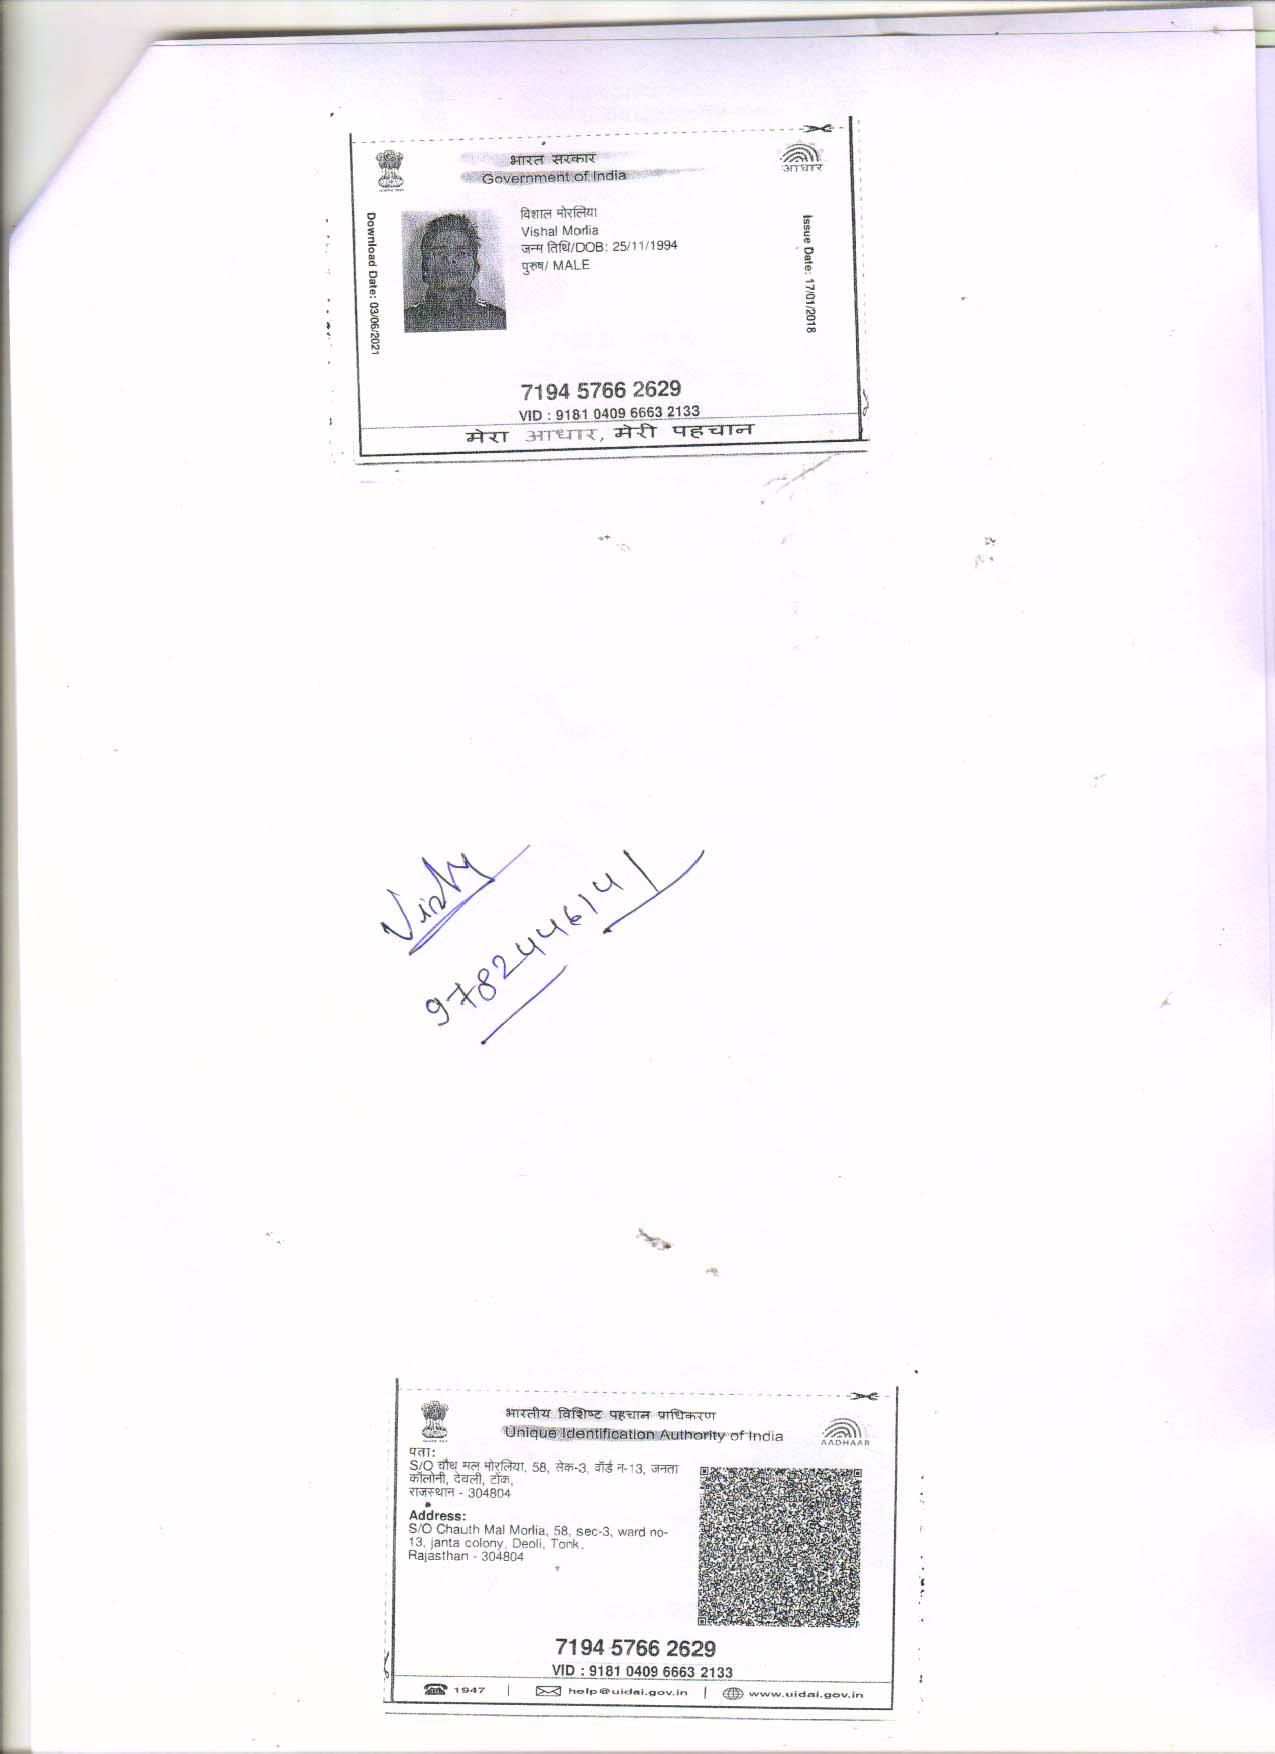 भारत सरकार
Government of India
आधार
Download Date: 03/06/2021
विशाल मोरलिया
Vishal Morlia
जन्म तिथि/DOB: 25/11/1994
पुरुष/ MALE
Issue Date: 17/01/2018
7194 5766 2629
VID : 9181 0409 6663 2133
मेरा आधार, मेरी पहचान
9782446141
भारतीय विशिष्ट पहचान प्राधिकरण
Unique Identification Authority of India
AADHAAR
पता:
S/O चौथ मल मोरलिया, 58, सेक-3, वॉर्ड न-13, जनता
कॉलोनी, देवली, टोंक,
राजस्थान - 304804
Address:
S/O Chauth Mal Morlia, 58, sec-3, ward no-
13, janta colony, Deoli, Tonk,
Rajasthan - 304804
7194 5766 2629
VID : 9181 0409 6663 2133
1947 | help@uidai.gov.in | www.uidai.gov.in